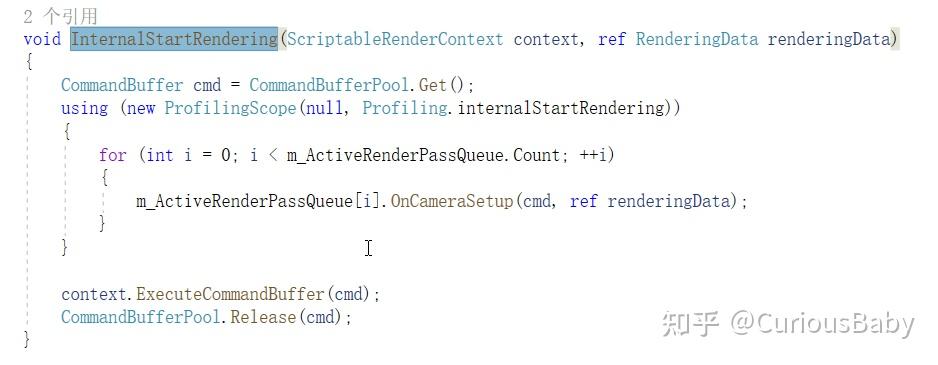 2 个引用
void InternalStartRendering(ScriptableRenderContext context, ref RenderingData renderingData)
{
    CommandBuffer cmd = CommandBufferPool.Get();
    using (new ProfilingScope(null, Profiling.internalStartRendering))
    {
        for (int i = 0; i < m_ActiveRenderPassQueue.Count; ++i)
        {
            m_ActiveRenderPassQueue[i].OnCameraSetup(cmd, ref renderingData);
        }
    }

    context.ExecuteCommandBuffer(cmd);
    CommandBufferPool.Release(cmd);
}
知乎 @CuriousBaby